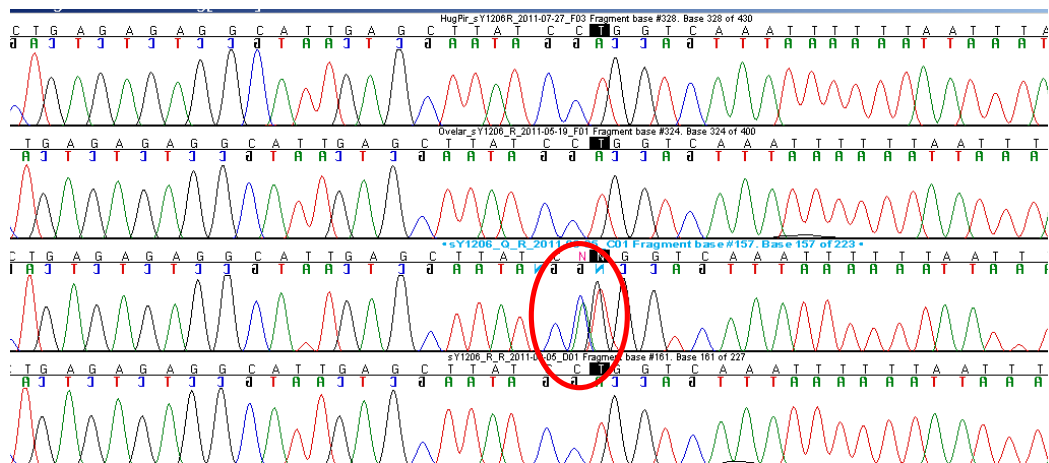 HugPir_sY1206R_2011-07-27_F03 Fragment base #328. Base 328 of 430
C T G A G A G A G G C A T T G A G C T T A T C C T G G T C A A A T T T T T T A A T T T A
G A C T C T C T C C G T A A C T C G A A T A G G A C C A G T T T A A A A A A T T A A A T
Ovelar_sY1206_R_2011-05-19_F01 Fragment base #324. Base 324 of 400
T G A G A G A G G C A T T G A G C T T A T C C T G G T C A A A T T T T T T A A T T T
A C T C T C T C C G T A A C T C G A A T A G G A C C A G T T T A A A A A A T T A A A
•sY1206_Q_R_2011- C01 Fragment base #157. Base 157 of 223 •
C T G A G A G A G G C A T G A G C T T A T N N G G T C A A A T T T T T T A A T T A
sY1206_R_R_2011- 05_D01 Fragment base #161. Base 161 of 227
T G A G A G A G G C A T T G A G C T T A T C C T G G T C A A A T T T T T T A A T T T
A C T C T C T C C G T A A C T C G A A T A G G A C C A G T T T A A A A A A T T A A A